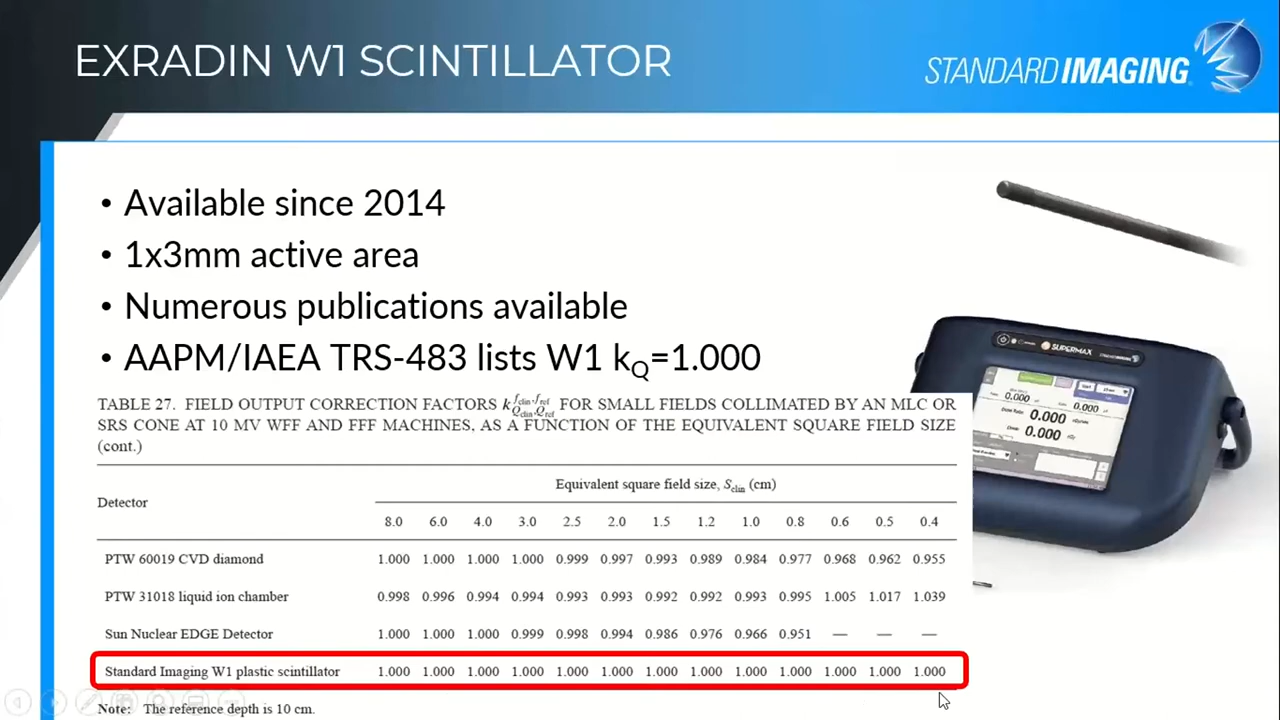 EXRADIN W1 SCINTILLATOR
STANDARD IMAGING
• Available since 2014
• 1x3mm active area
• Numerous publications available
• AAPM/IAEA TRS-483 lists W1 kQ=1.000
SUPERMAX
0.000
0.000
0.000
0.000
TABLE 27. FIELD OUTPUT CORRECTION FACTORS k fclin,fref Qclin,Qref FOR SMALL FIELDS COLLIMATED BY AN MLC OR
SRS CONE AT 10 MV WFF AND FFF MACHINES, AS A FUNCTION OF THE EQUIVALENT SQUARE FIELD SIZE
(cont.)
Equivalent square field size, Sclin (cm)
Detector
8.0 6.0 4.0 3.0 2.5 2.0 1.5 1.2 1.0 0.8 0.6 0.5 0.4
PTW 60019 CVD diamond 1.000 1.000 1.000 1.000 0.999 0.997 0.993 0.989 0.984 0.977 0.968 0.962 0.955
PTW 31018 liquid ion chamber 0.998 0.996 0.994 0.994 0.993 0.993 0.992 0.992 0.993 0.995 1.005 1.017 1.039
Sun Nuclear EDGE Detector 1.000 1.000 1.000 0.999 0.998 0.994 0.986 0.976 0.966 0.951 — — —
Standard Imaging W1 plastic scintillator 1.000 1.000 1.000 1.000 1.000 1.000 1.000 1.000 1.000 1.000 1.000 1.000 1.000
Note: The reference depth is 10 cm.